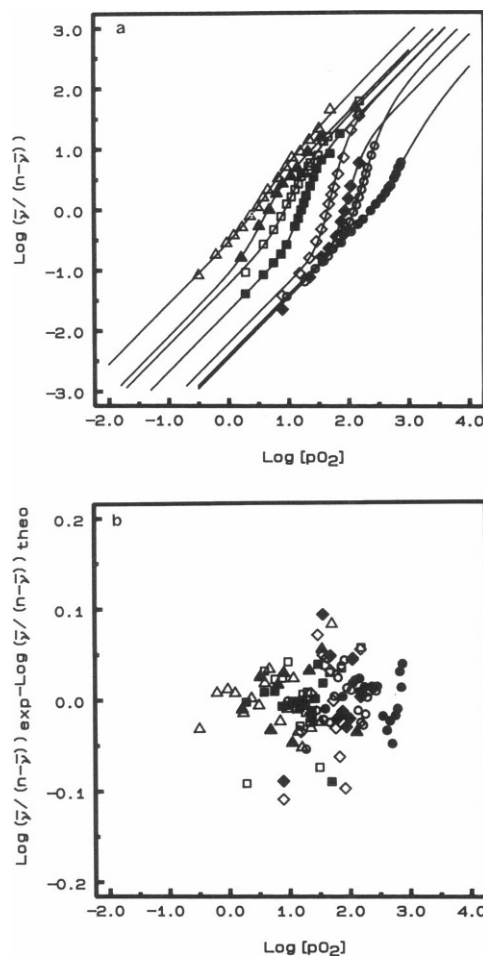 a
3.0
2.0
1.0
0.0
-1.0
-2.0
-3.0
Log (ȳ/ (n-ȳ))
-2.0 -1.0 0.0 1.0 2.0 3.0 4.0
Log [pO₂]
b
0.2
0.1
0.0
-0.1
-0.2
Log (ȳ/ (n-ȳ)) exp-Log (ȳ/ (n-ȳ)) theo
-2.0 -1.0 0.0 1.0 2.0 3.0 4.0
Log [pO₂]